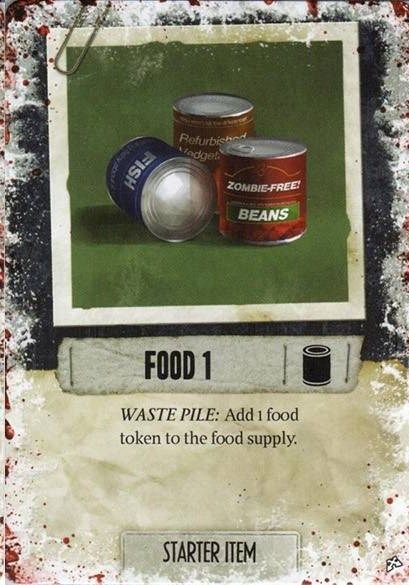 Refurbished
FISH
ZOMBIE-FREE!
BEANS
FOOD 1
WASTE PILE: Add 1 food
token to the food supply.
STARTER ITEM